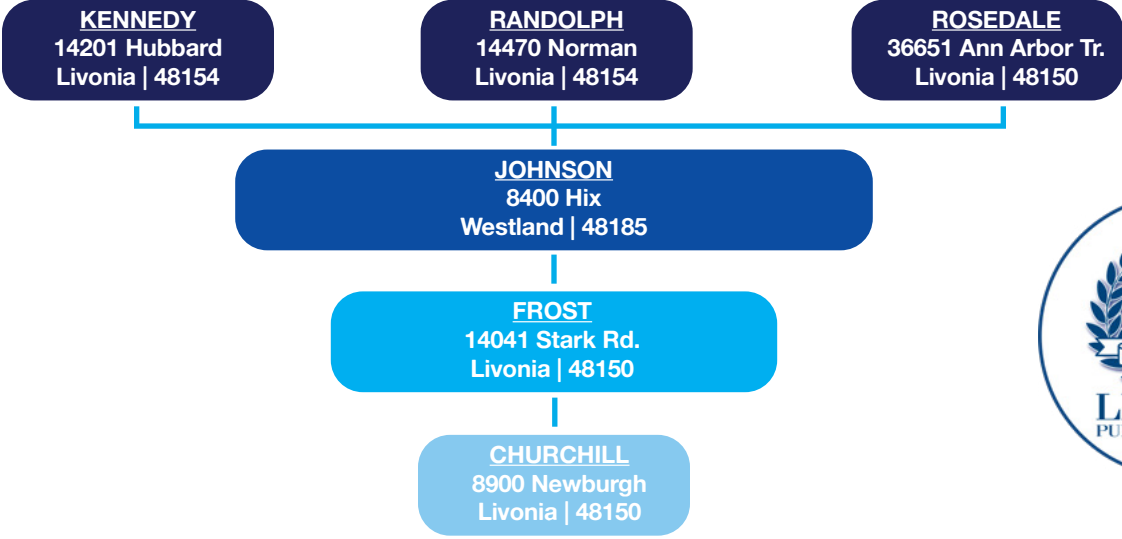 KENNEDY
14201 Hubbard
Livonia | 48154
RANDOLPH
14470 Norman
Livonia | 48154
ROSEDALE
36651 Ann Arbor Tr.
Livonia | 48150
JOHNSON
8400 Hix
Westland | 48185
FROST
14041 Stark Rd.
Livonia | 48150
CHURCHILL
8900 Newburgh
Livonia | 48150